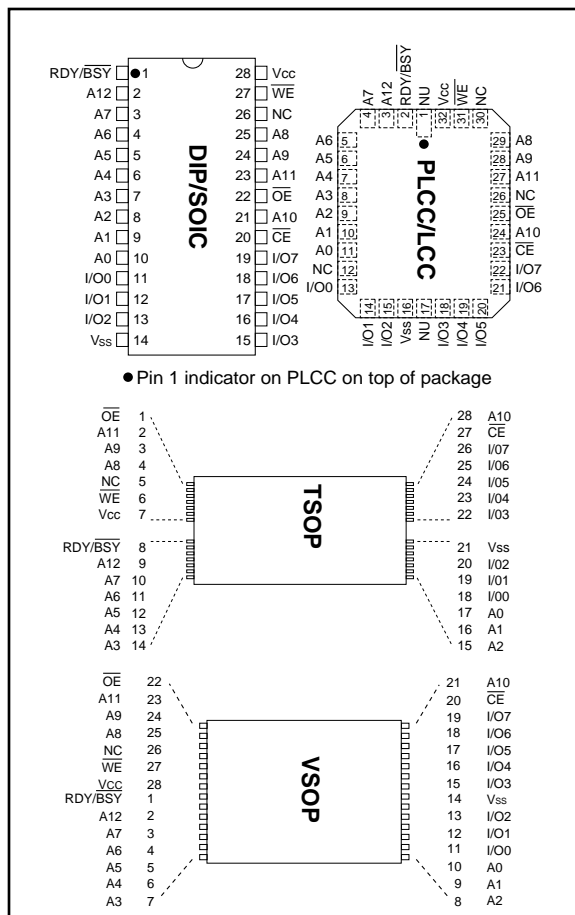 RDY/BSY 1 28 Vcc
A12 2 27 WE
A7 3 26 NC
A6 4 25 A8
A5 5 24 A9
A4 6 23 A11
A3 7 22 OE
A2 8 21 A10
A1 9 20 CE
A0 10 19 I/O7
I/O0 11 18 I/O6
I/O1 12 17 I/O5
I/O2 13 16 I/O4
Vss 14 15 I/O3
DIP/SOIC
A7 A12 RDY/BSY NU Vcc WE NC
4 3 2 1 32 31 30
A6 5 29 A8
A5 6 28 A9
A4 7 27 A11
A3 8 26 NC
A2 9 25 OE
A1 10 24 A10
A0 11 23 CE
NC 12 22 I/O7
I/O0 13 21 I/O6
PLCC/LCC
14 15 16 17 18 19 20
I/O1 I/O2 Vss NU I/O3 I/O4 I/O5
Pin 1 indicator on PLCC on top of package
OE 1 28 A10
A11 2 27 CE
A9 3 26 I/07
A8 4 25 I/06
NC 5 24 I/05
WE 6 23 I/04
Vcc 7 22 I/03
RDY/BSY 8 21 Vss
A12 9 20 I/02
A7 10 19 I/01
A6 11 18 I/00
A5 12 17 A0
A4 13 16 A1
A3 14 15 A2
TSOP
OE 22 21 A10
A11 23 20 CE
A9 24 19 I/O7
A8 25 18 I/O6
NC 26 17 I/O5
WE 27 16 I/O4
Vcc 28 15 I/O3
RDY/BSY 1 14 Vss
A12 2 13 I/O2
A7 3 12 I/O1
A6 4 11 I/O0
A5 5 10 A0
A4 6 9 A1
A3 7 8 A2
VSOP